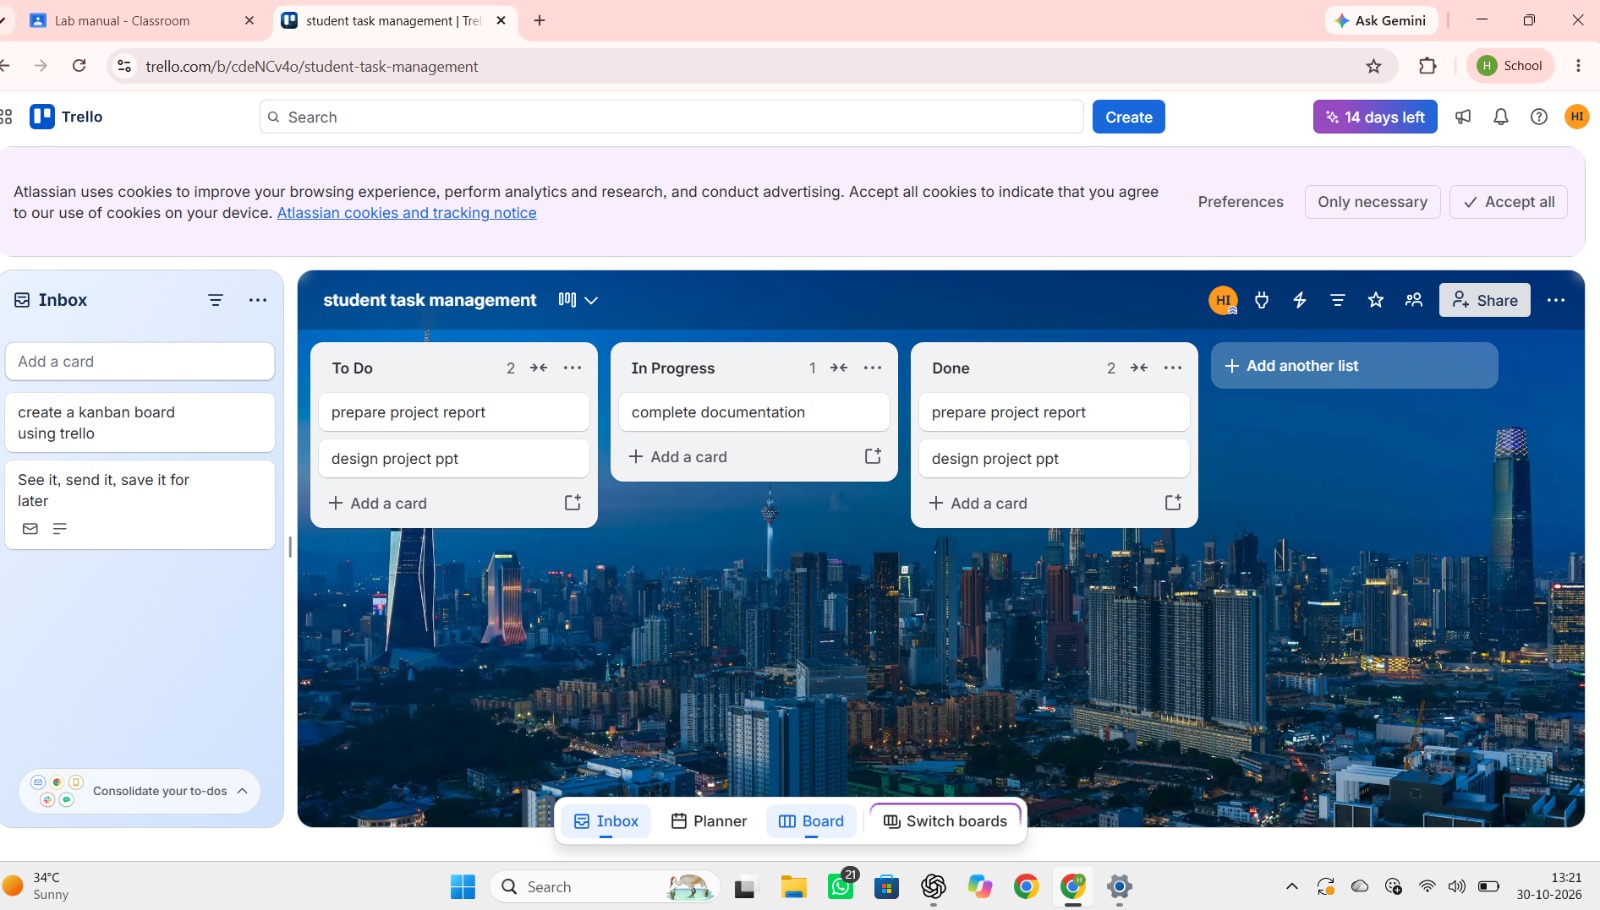 Lab manual - Classroom
student task management | Tre
Ask Gemini
trello.com/b/cdeNCv4o/student-task-management
H
School
Trello
Search
Create
14 days left
HI
Atlassian uses cookies to improve your browsing experience, perform analytics and research, and conduct advertising. Accept all cookies to indicate that you agree
to our use of cookies on your device. Atlassian cookies and tracking notice
Preferences
Only necessary
Accept all
Inbox
Add a card
create a kanban board
using trello
See it, send it, save it for
later
Consolidate your to-dos
student task management
HI
Share
To Do
2
prepare project report
design project ppt
Add a card
In Progress
1
complete documentation
Add a card
Done
2
prepare project report
design project ppt
Add a card
Add another list
Inbox
Planner
Board
Switch boards
34°C
Sunny
Search
21
13:21
30-10-2026